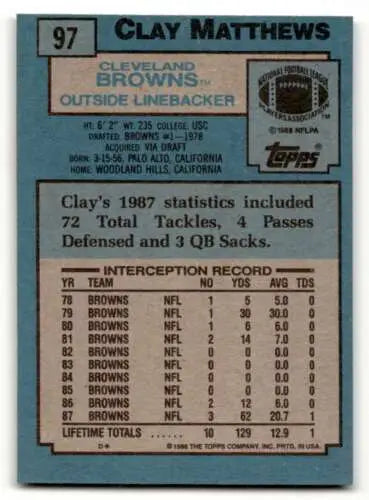 97
CLAY MATTHEWS
CLEVELAND
BROWNS™
OUTSIDE LINEBACKER
NATIONAL FOOTBALL LEAGUE
PLAYERS ASSOCIATION
©1988 NFLPA
TOPPS
HT: 6' 2" WT: 235 COLLEGE: USC
DRAFTED: BROWNS #1-1978
ACQUIRED: VIA DRAFT
BORN: 3-15-56, PALO ALTO, CALIFORNIA
HOME: WOODLAND HILLS, CALIFORNIA
Clay's 1987 statistics included
72 Total Tackles, 4 Passes
Defensed and 3 QB Sacks.
INTERCEPTION RECORD
YR TEAM NO YDS AVG TDS
78 BROWNS NFL 1 5 5.0 0
79 BROWNS NFL 1 30 30.0 0
80 BROWNS NFL 1 6 6.0 0
81 BROWNS NFL 2 14 7.0 0
82 BROWNS NFL 0 0 0 0
83 BROWNS NFL 0 0 0 0
84 BROWNS NFL 0 0 0 0
85 BROWNS NFL 0 0 0 0
86 BROWNS NFL 2 12 6.0 0
87 BROWNS NFL 3 62 20.7 1
LIFETIME TOTALS ...... 10 129 12.9 1
D* ©1988 THE TOPPS COMPANY, INC. PRTD. IN U.S.A.